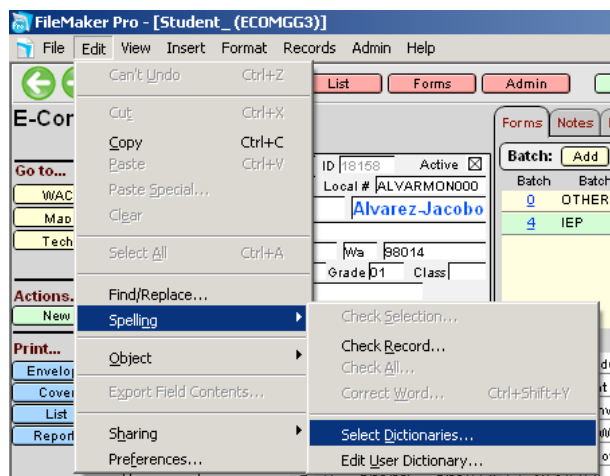 FileMaker Pro - [Student_ (ECOMGG3)]
File Edit View Insert Format Records Admin Help
List Forms Admin
E-Cor
Go to...
WAC
Map
Tech
Actions.
New
Print...
Envelo
Cover
List
Report
Can't Undo Ctrl+Z
Cut Ctrl+X
Copy Ctrl+C
Paste Ctrl+V
Paste Special...
Clear
Select All Ctrl+A
Find/Replace...
Spelling
Object
Export Field Contents...
Sharing
Preferences...
ID 18158 Active
Local # ALVARMON000
Alvarez-Jacobo
Wa 98014
Grade 01 Class
Forms Notes
Batch: Add
Batch Batch
0 OTHER
4 IEP
Check Selection...
Check Record...
Check All...
Correct Word... Ctrl+Shift+Y
Select Dictionaries...
Edit User Dictionary...